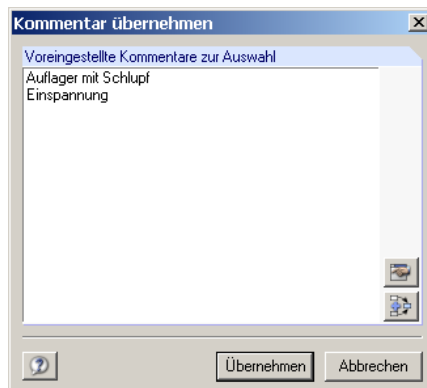 Kommentar übernehmen
Voreingestellte Kommentare zur Auswahl
Auflager mit Schlupf
Einspannung
Übernehmen
Abbrechen